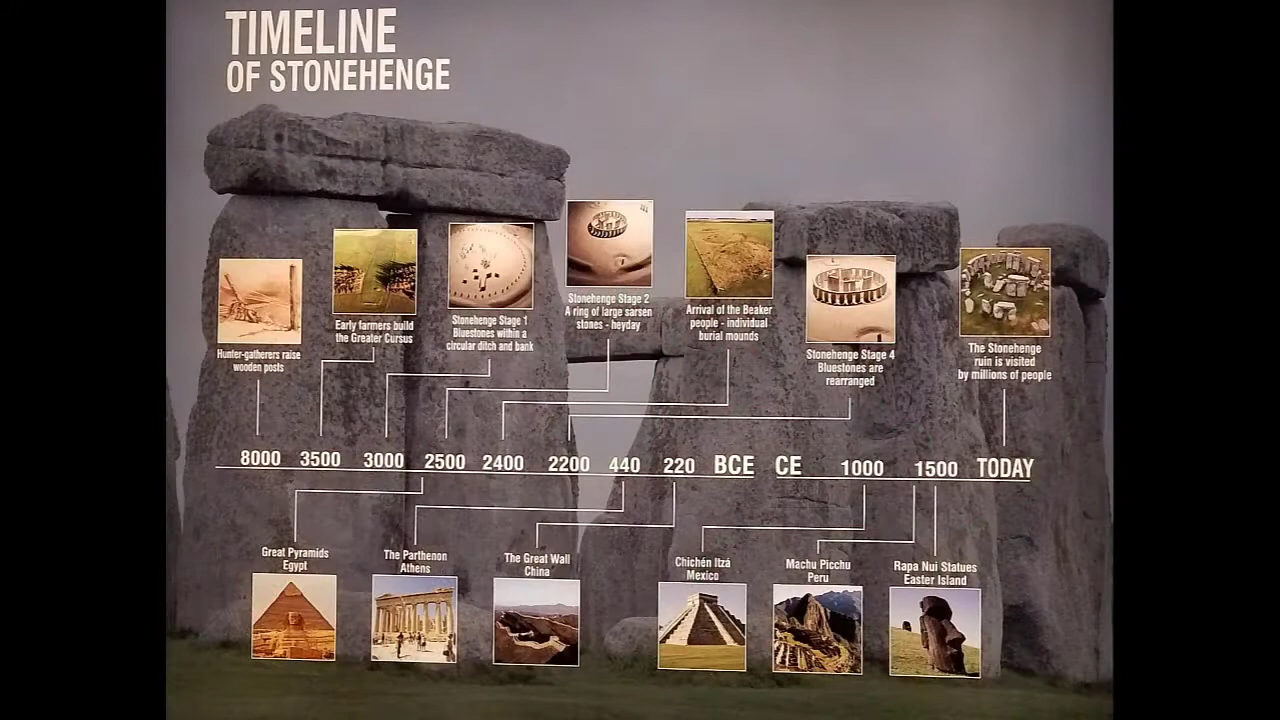 TIMELINE
OF STONEHENGE
Hunter-gatherers raise
wooden posts
Early farmers build
the Greater Cursus
Stonehenge Stage 1
Bluestones within a
circular ditch and bank
Stonehenge Stage 2
A ring of large sarsen
stones - heyday
Arrival of the Beaker
people - individual
burial mounds
Stonehenge Stage 4
Bluestones are
rearranged
The Stonehenge
ruin is visited
by millions of people
8000 3500 3000 2500 2400 2200 440 220 BCE CE 1000 1500 TODAY
Great Pyramids
Egypt
The Parthenon
Athens
The Great Wall
China
Chichén Itzá
Mexico
Machu Picchu
Peru
Rapa Nui Statues
Easter Island